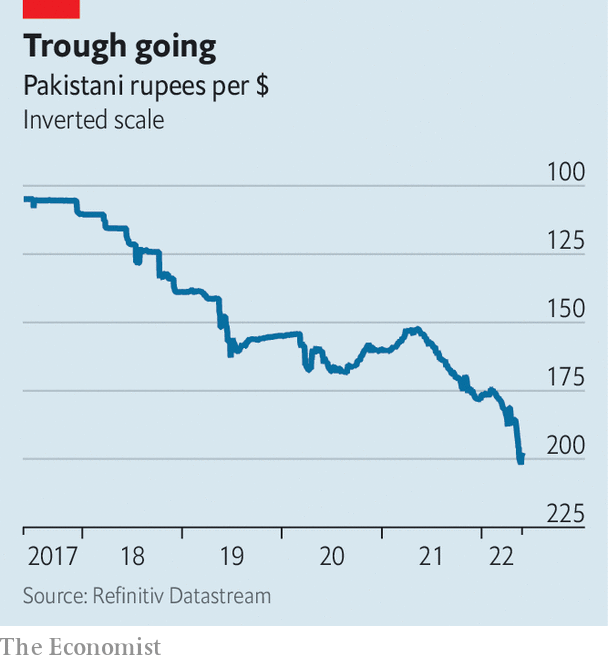 Trough going
Pakistani rupees per $
Inverted scale
100
125
150
175
200
225
2017 18 19 20 21 22
Source: Refinitiv Datastream
The Economist